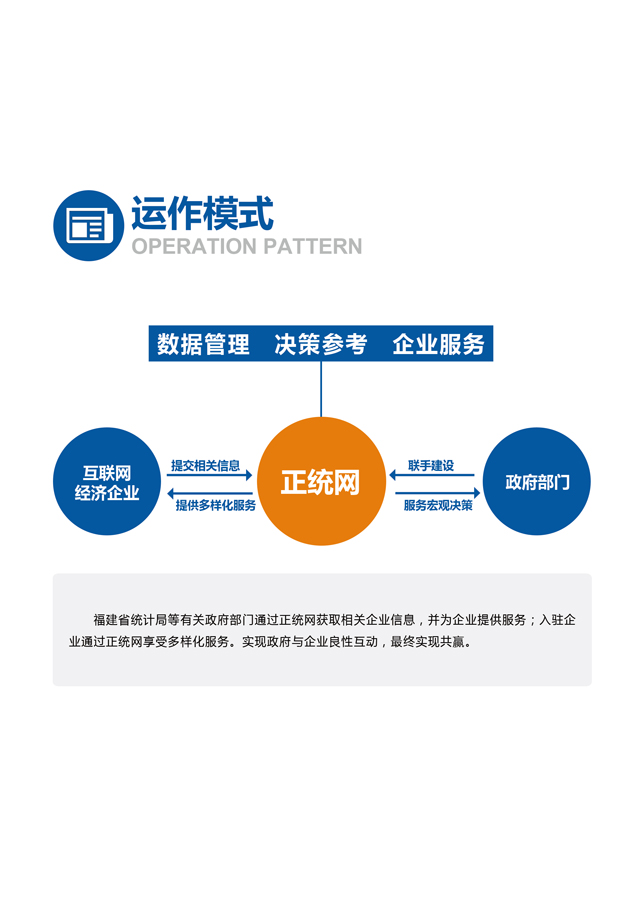 运作模式
OPERATION PATTERN
数据管理 决策参考 企业服务
互联网
经济企业
提交相关信息
提供多样化服务
正统网
联手建设
服务宏观决策
政府部门
福建省统计局等有关政府部门通过正统网获取相关企业信息，并为企业提供服务；入驻企
业通过正统网享受多样化服务。实现政府与企业良性互动，最终实现共赢。